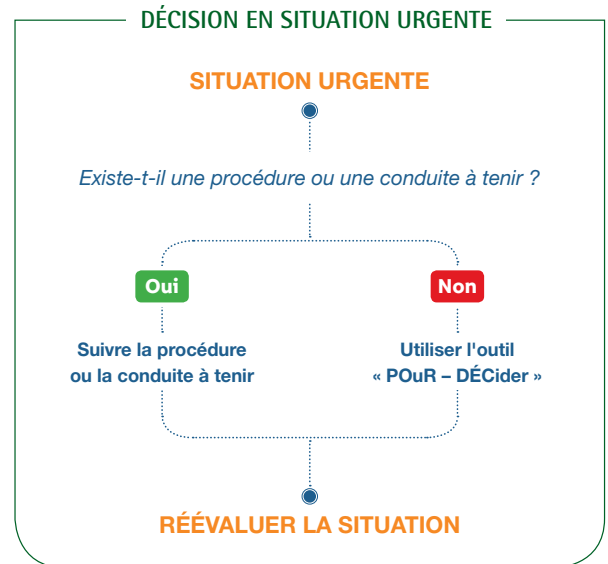 DÉCISION EN SITUATION URGENTE
SITUATION URGENTE
Existe-t-il une procédure ou une conduite à tenir ?
Oui
Non
Suivre la procédure
ou la conduite à tenir
Utiliser l'outil
« POuR – DÉCider »
RÉÉVALUER LA SITUATION